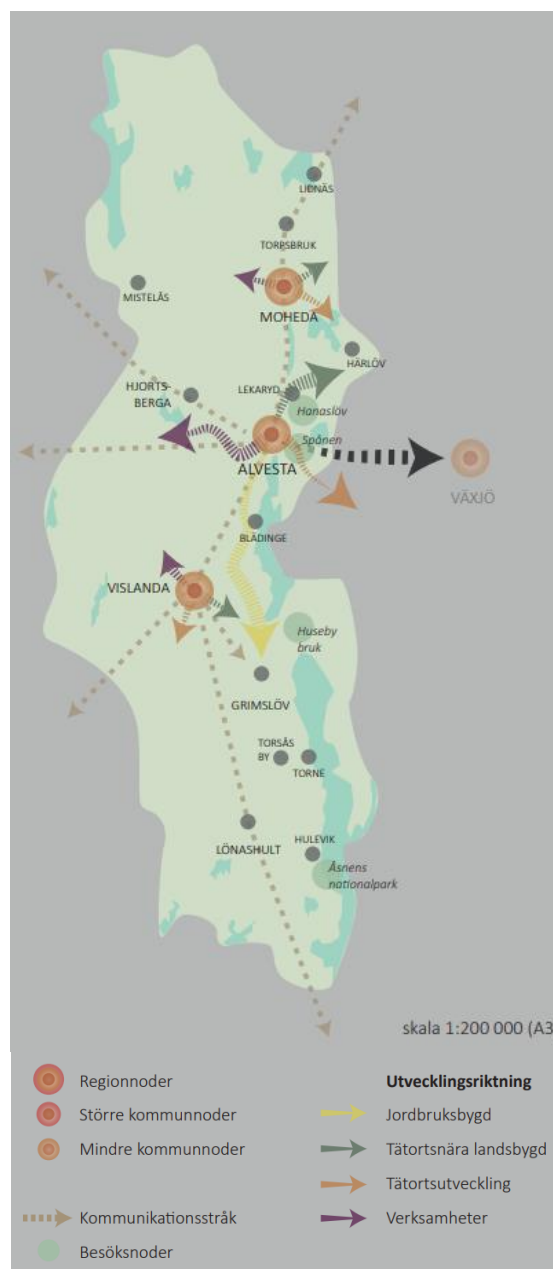 LIDNÄS
TORPSBRUK
MISTELÅS
MOHEDA
HÄRLÖV
HJORTS-
BERGA
LEKARYD
Hanaslöv
Spånen
ALVESTA
VÄXJÖ
BLÄDINGE
VISLANDA
Huseby
bruk
GRIMSLÖV
TORSÅS
BY
TORNE
LÖNASHULT
HULEVIK
Åsnens
nationalpark
skala 1:200 000 (A3
Regionnoder
Större kommunnoder
Mindre kommunnoder
Kommunikationsstråk
Besöksnoder
Utvecklingsriktning
Jordbruksbygd
Tätortsnära landsbygd
Tätortsutveckling
Verksamheter